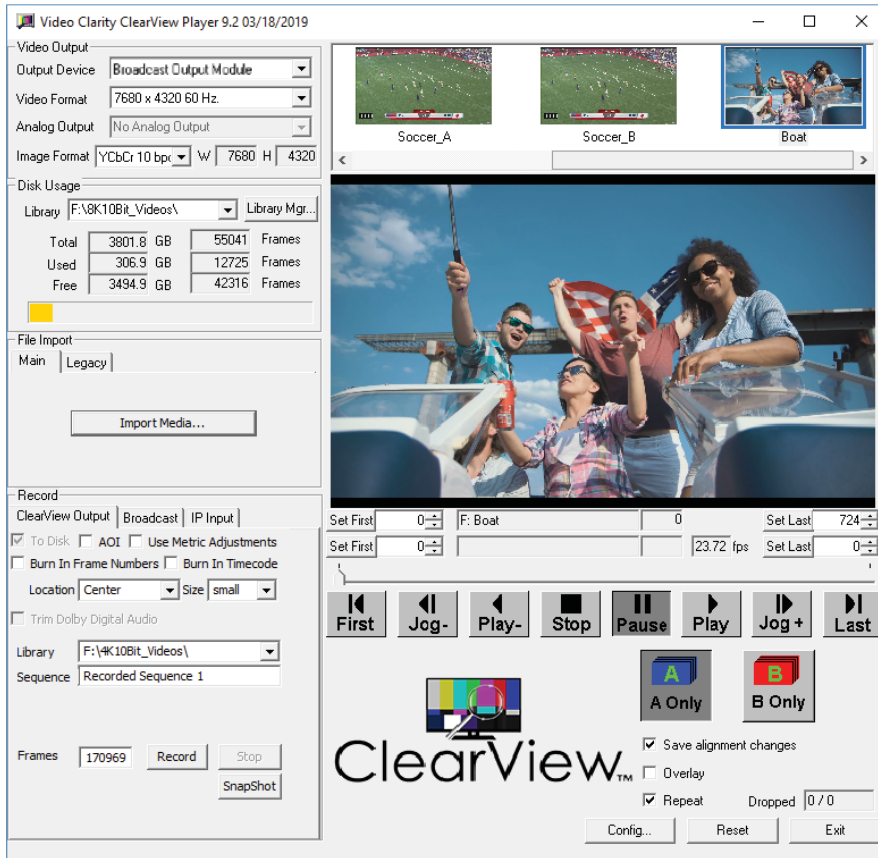 Video Clarity ClearView Player 9.2 03/18/2019
Video Output
Output Device Broadcast Output Module
Video Format 7680 x 4320 60 Hz.
Analog Output No Analog Output
Image Format YCbCr 10 bpc W 7680 H 4320
Soccer_A Soccer_B Boat
Disk Usage
Library F:\8K10Bit_Videos\ Library Mgr...
Total 3801.8 GB 55041 Frames
Used 306.9 GB 12725 Frames
Free 3494.9 GB 42316 Frames
File Import
Main Legacy
Import Media...
Record
ClearView Output Broadcast IP Input
To Disk AOI Use Metric Adjustments
Burn In Frame Numbers Burn In Timecode
Location Center Size small
Trim Dolby Digital Audio
Library F:\4K10Bit_Videos\
Sequence Recorded Sequence 1
Frames 170969 Record Stop
SnapShot
Set First 0 F: Boat 0 Set Last 724
Set First 0 23.72 fps Set Last 0
First Jog- Play- Stop Pause Play Jog+ Last
A B
A Only B Only
ClearView™
Save alignment changes
Overlay
Repeat Dropped 0 / 0
Config... Reset Exit